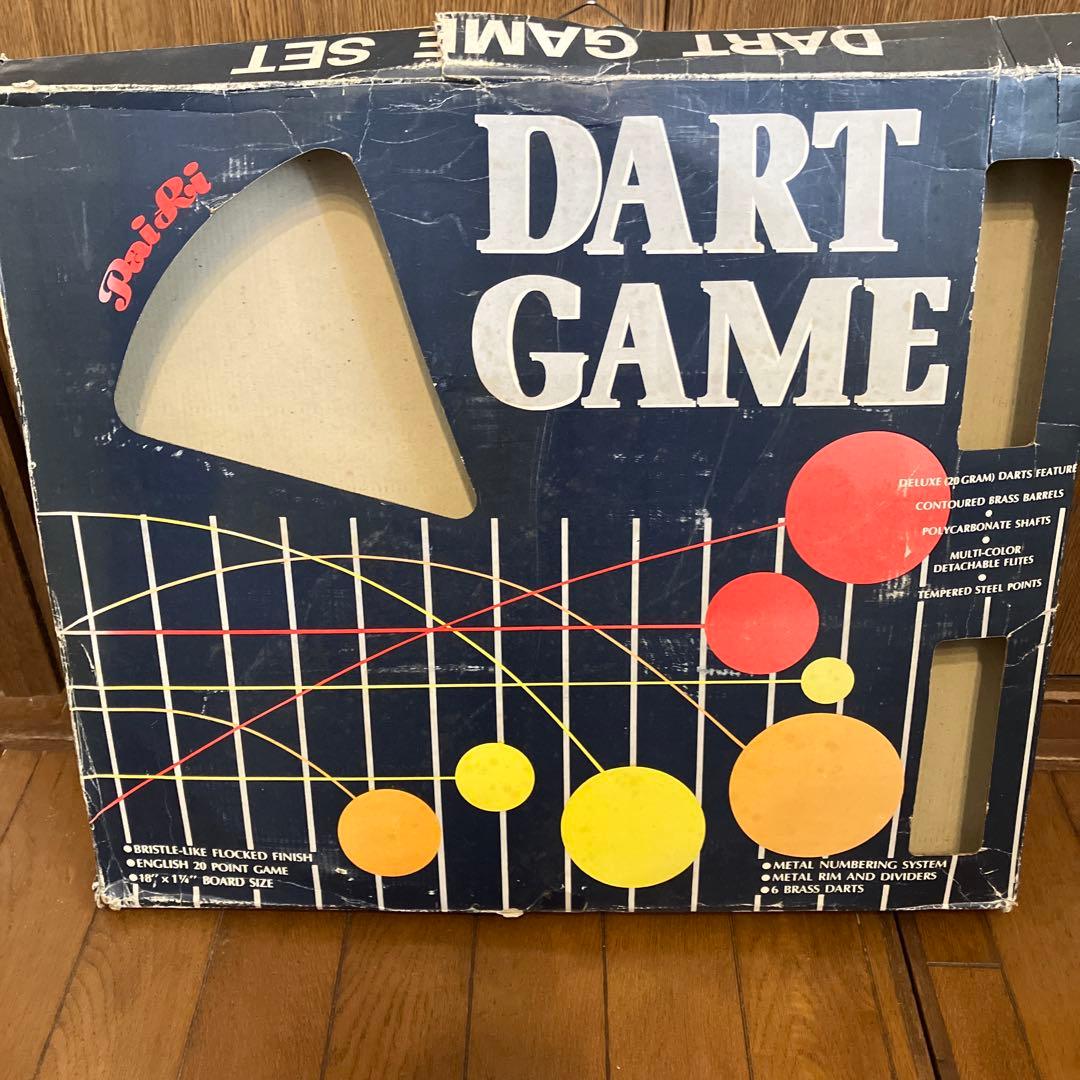 DART GAME SET
PaiRi
DART
GAME
DELUXE (20 GRAM) DARTS FEATURE
CONTOURED BRASS BARRELS
•
POLYCARBONATE SHAFTS
•
MULTI-COLOR
DETACHABLE FLITES
•
TEMPERED STEEL POINTS
•BRISTLE-LIKE FLOCKED FINISH
•ENGLISH 20 POINT GAME
•18" x 1¼" BOARD SIZE
•METAL NUMBERING SYSTEM
•METAL RIM AND DIVIDERS
•6 BRASS DARTS